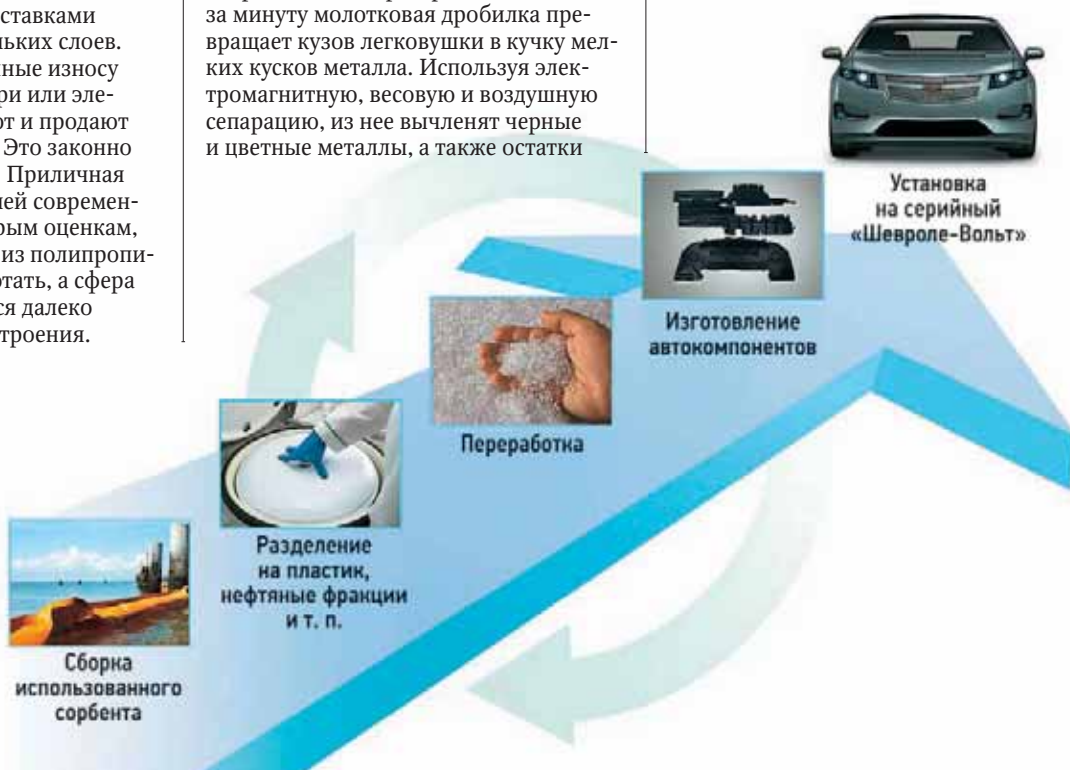 ставками
ьких слоев.
ные износу
ри или эле-
от и продают
Это законно
Приличная
ней современ-
рым оценкам,
из полипропи-
отать, а сфера
ся далеко
троения.
за минуту молотковая дробилка пре-
вращает кузов легковушки в кучку мел-
ких кусков металла. Используя элек-
тромагнитную, весовую и воздушную
сепарацию, из нее вычленят черные
и цветные металлы, а также остатки
Сборка
использованного
сорбента
Разделение
на пластик,
нефтяные фракции
и т. п.
Переработка
Изготовление
автокомпонентов
Установка
на серийный
«Шевроле-Вольт»